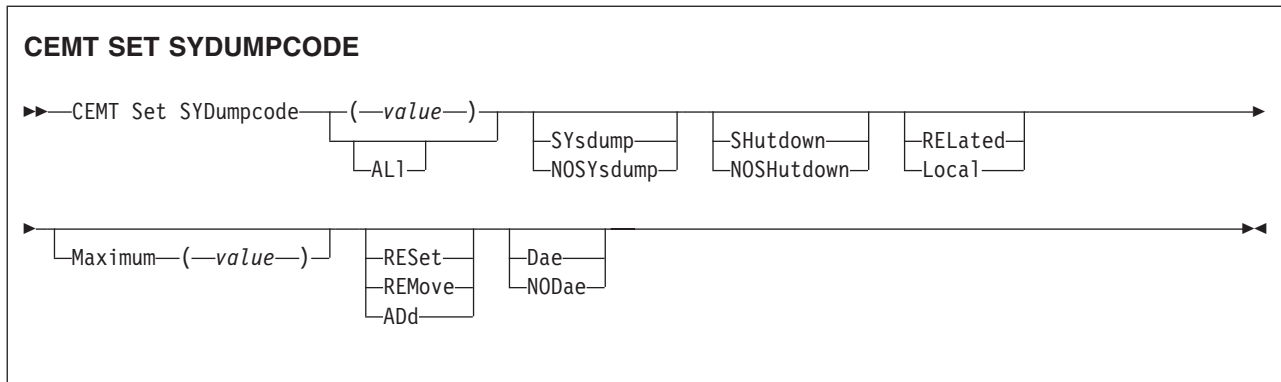 CEMT SET SYDUMPCODE
CEMT Set SYDumpcode ( value )
ALl
SYsdump
NOSYsdump
SHutdown
NOSHutdown
RELated
Local
Maximum ( value )
RESet
REMove
ADd
Dae
NODae